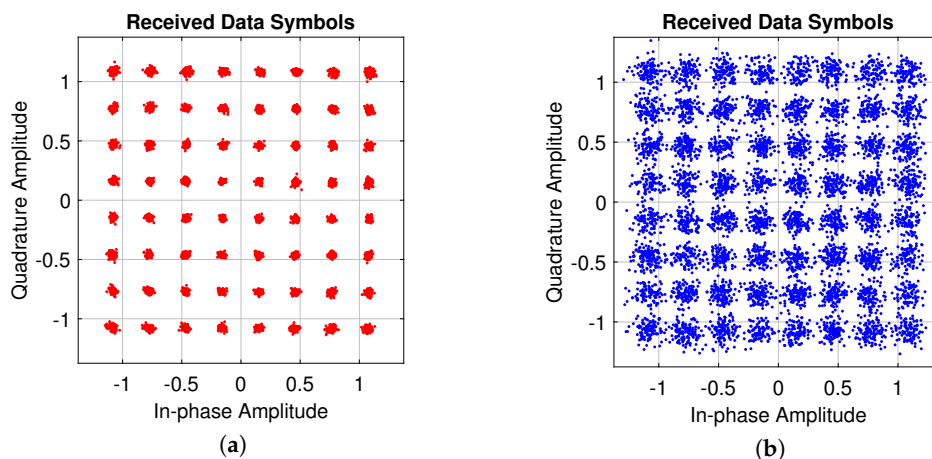 Received Data Symbols
1
0.5
0
-0.5
-1
Quadrature Amplitude
-1 -0.5 0 0.5 1
In-phase Amplitude
(a)
Received Data Symbols
1
0.5
0
-0.5
-1
Quadrature Amplitude
-1 -0.5 0 0.5 1
In-phase Amplitude
(b)